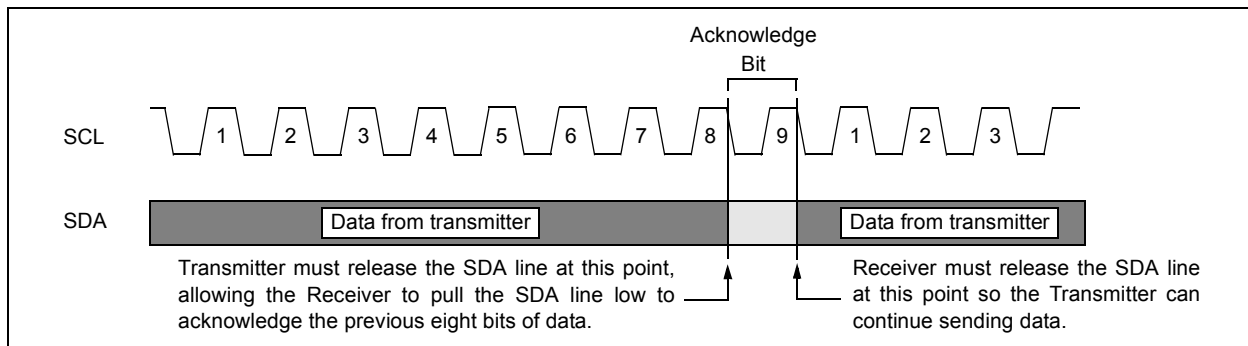 Acknowledge
Bit
SCL
1 2 3 4 5 6 7 8 9 1 2 3
SDA
Data from transmitter
Data from transmitter
Transmitter must release the SDA line at this point,
allowing the Receiver to pull the SDA line low to
acknowledge the previous eight bits of data.
Receiver must release the SDA line
at this point so the Transmitter can
continue sending data.